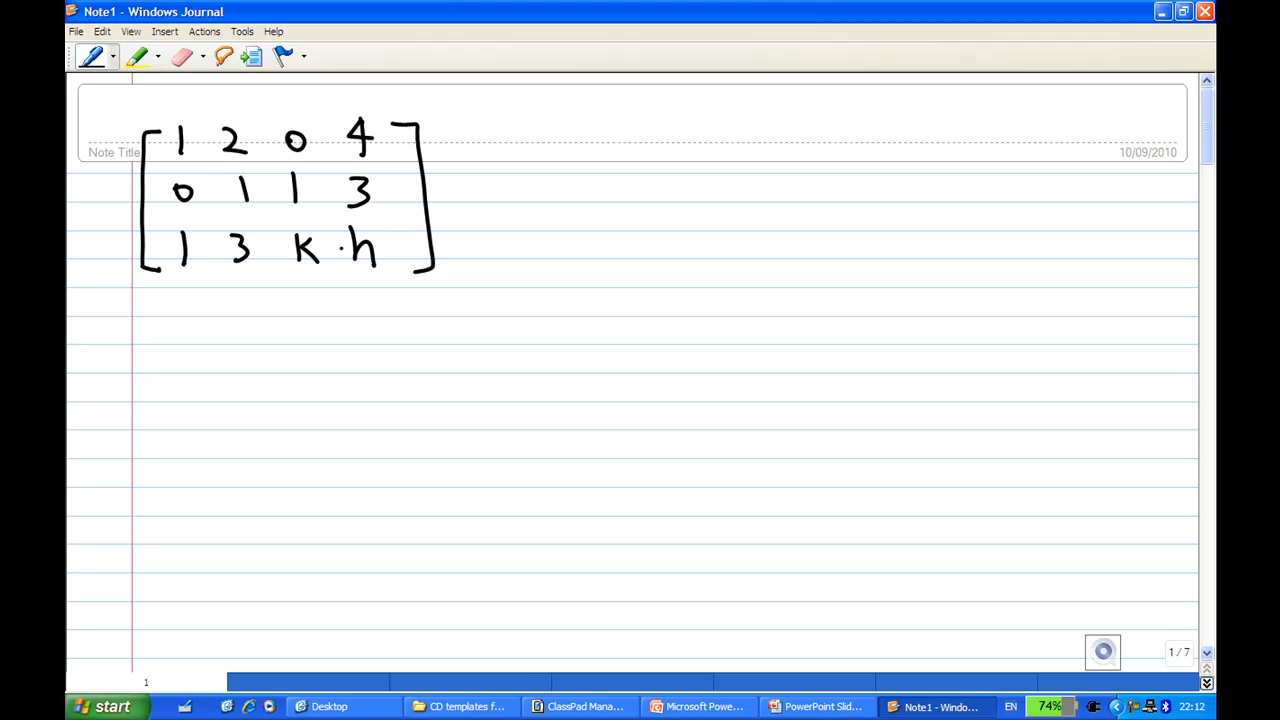 Note1 - Windows Journal
File Edit View Insert Actions Tools Help
1 2 0 4
Note Title 10/09/2010
0 1 1 3
1 3 k h
1 / 7
1
start Desktop CD templates f... ClassPad Mana... Microsoft Powe... PowerPoint Slid... Note1 - Windo... EN 74% 22:12